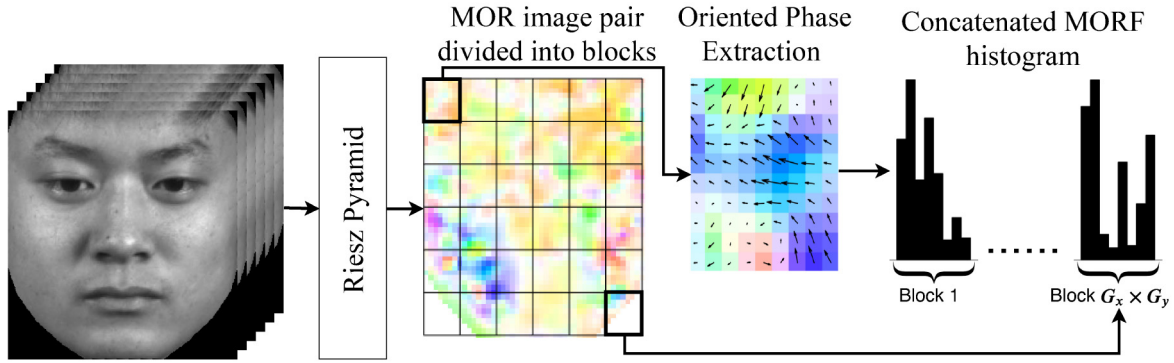 MOR image pair
divided into blocks
Oriented Phase
Extraction
Concatenated MORF
histogram
Riesz Pyramid
Block 1
Block G_x × G_y